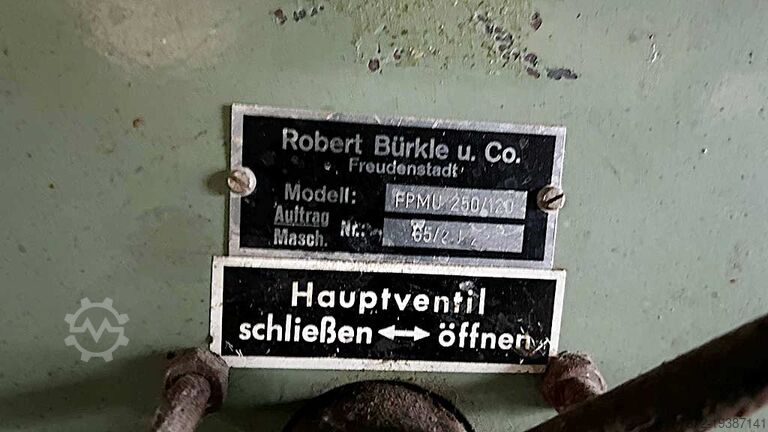 Robert Bürkle u. Co.
Freudenstadt
Modell: FPMU 250/120
Auftrag
Masch. Nr.:
Hauptventil
schließen ↔ öffnen